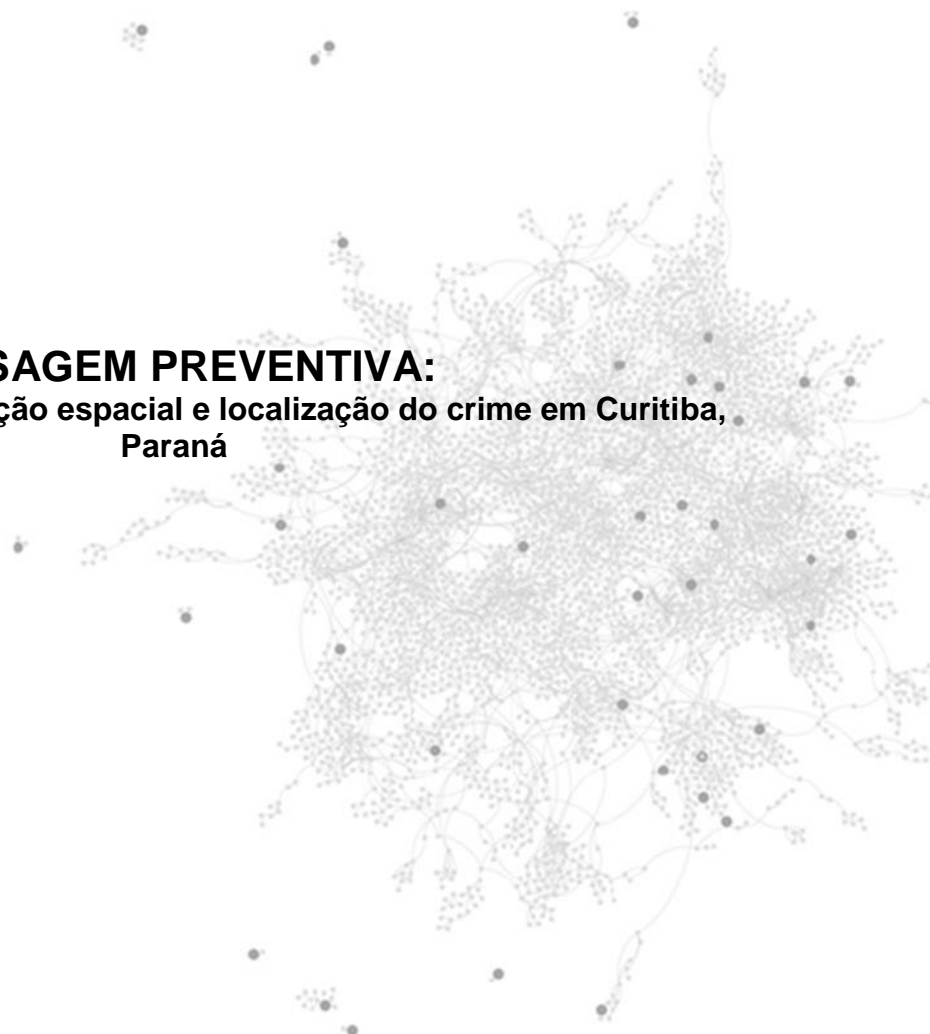 SAGEM PREVENTIVA:
ção espacial e localização do crime em Curitiba,
Paraná